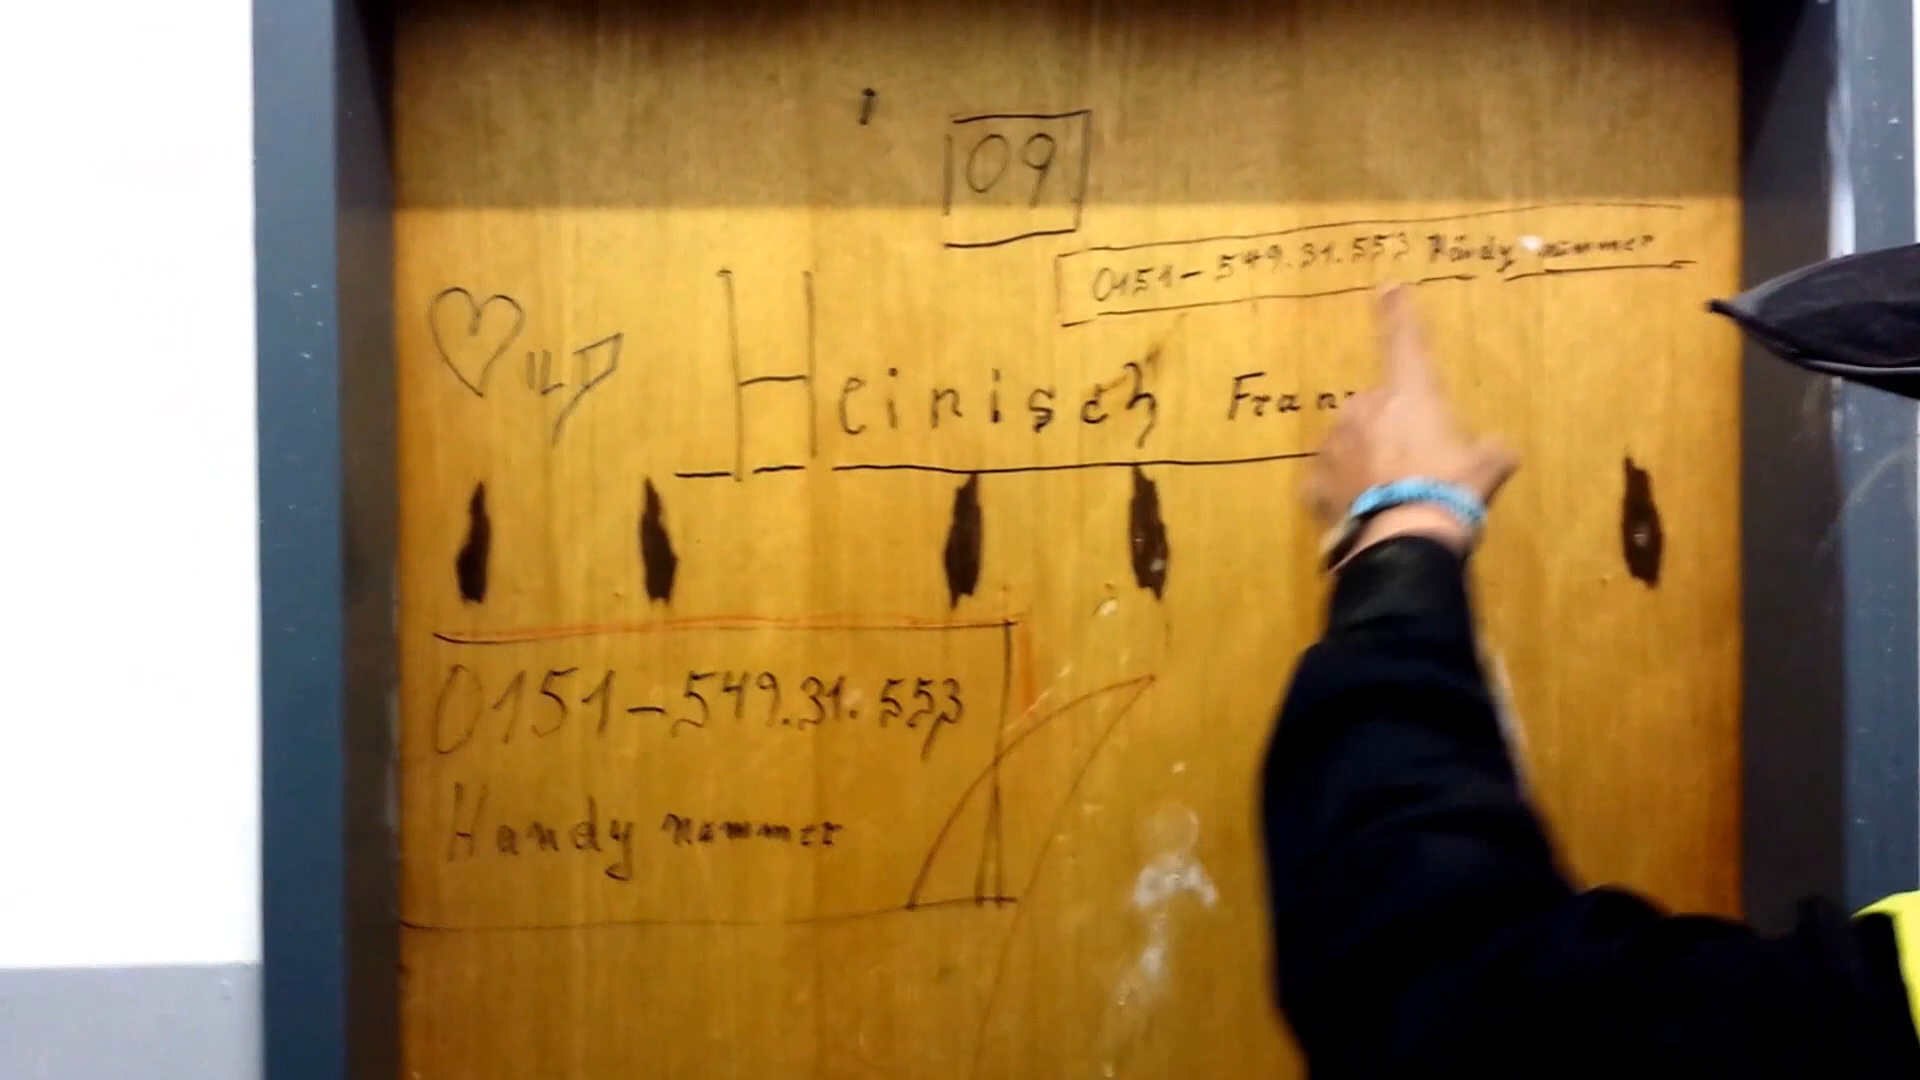 109
0151-549.31.553 Handy nummer
Heinisch
0151-549.31.553
Handy nummer